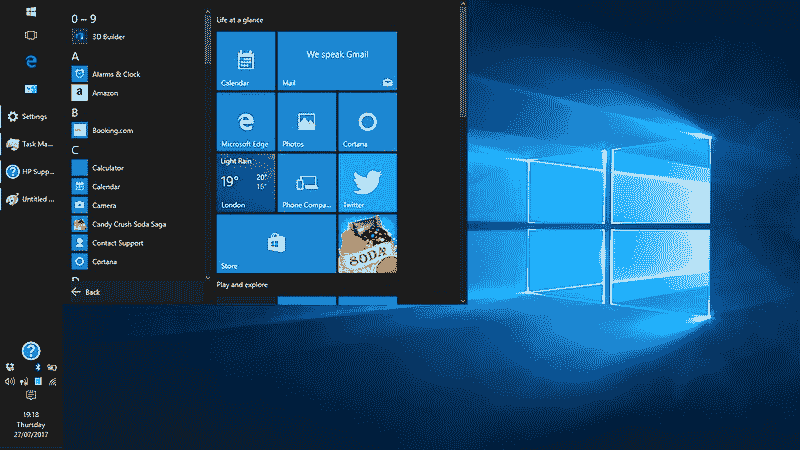 Settings
Task Ma...
HP Supp...
Untitled ...
19:18
Thursday
27/07/2017
0 – 9
3D Builder
A
Alarms & Clock
Amazon
B
Booking.com
C
Calculator
Calendar
Camera
Candy Crush Soda Saga
Contact Support
Cortana
Back
Life at a glance
Calendar
We speak Gmail
Mail
Microsoft Edge
Photos
Cortana
Light Rain
19°
20°
London
Phone Compa...
Twitter
Store
SODA
Play and explore